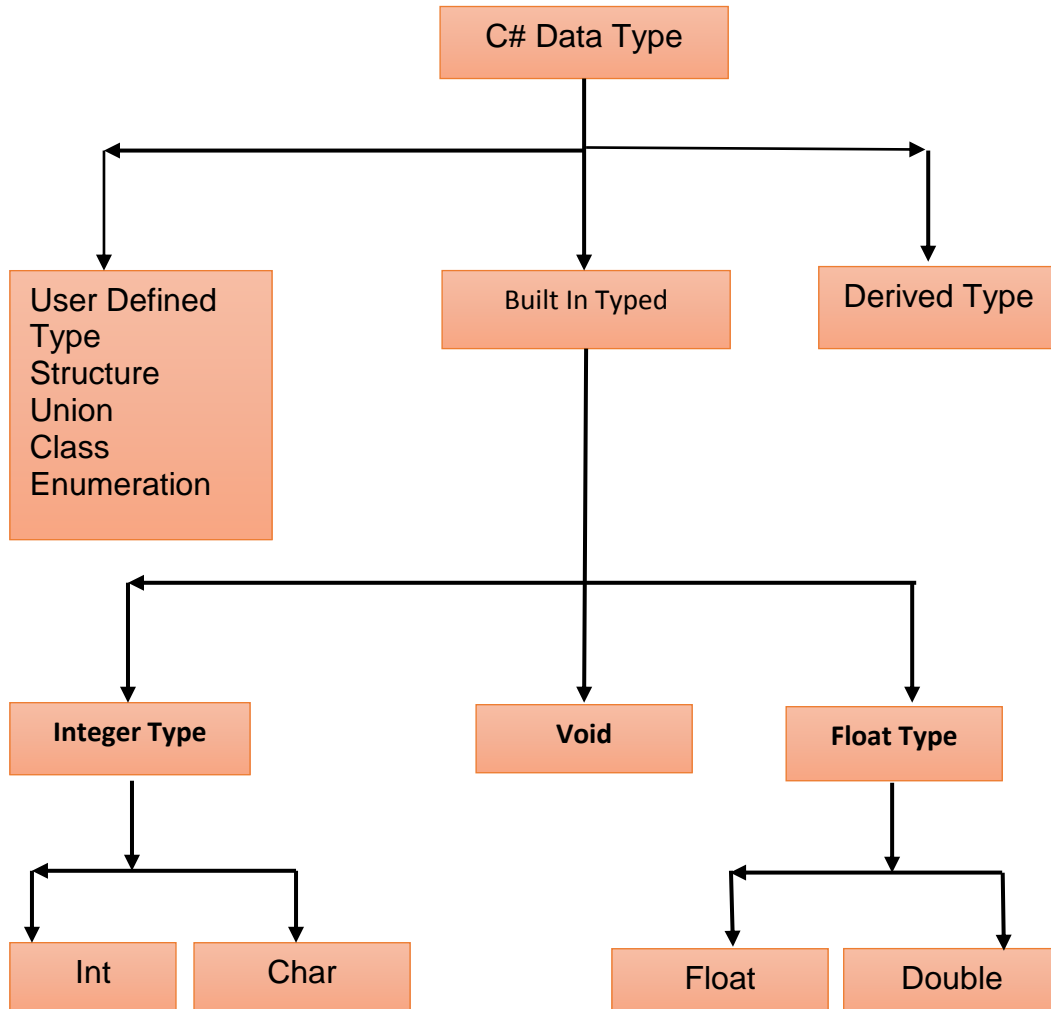 C# Data Type
User Defined
Type
Structure
Union
Class
Enumeration
Built In Typed
Derived Type
Integer Type
Void
Float Type
Int
Char
Float
Double